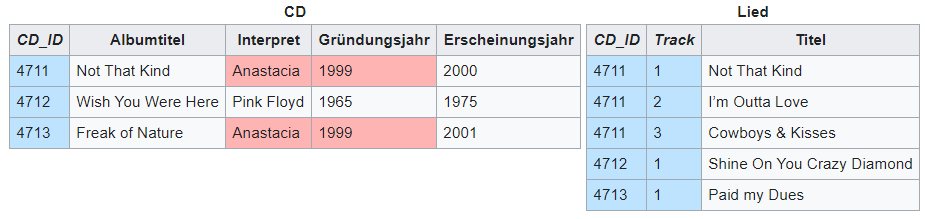 CD
CD_ID Albumtitel Interpret Gründungsjahr Erscheinungsjahr
4711 Not That Kind Anastacia 1999 2000
4712 Wish You Were Here Pink Floyd 1965 1975
4713 Freak of Nature Anastacia 1999 2001
Lied
CD_ID Track Titel
4711 1 Not That Kind
4711 2 I’m Outta Love
4711 3 Cowboys & Kisses
4712 1 Shine On You Crazy Diamond
4713 1 Paid my Dues